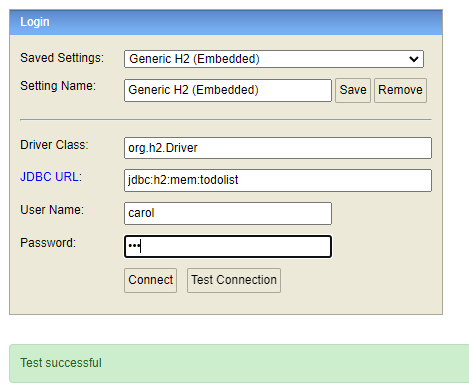 Login
Saved Settings: Generic H2 (Embedded)
Setting Name: Generic H2 (Embedded) Save Remove
Driver Class: org.h2.Driver
JDBC URL: jdbc:h2:mem:todolist
User Name: carol
Password: •••
Connect Test Connection
Test successful